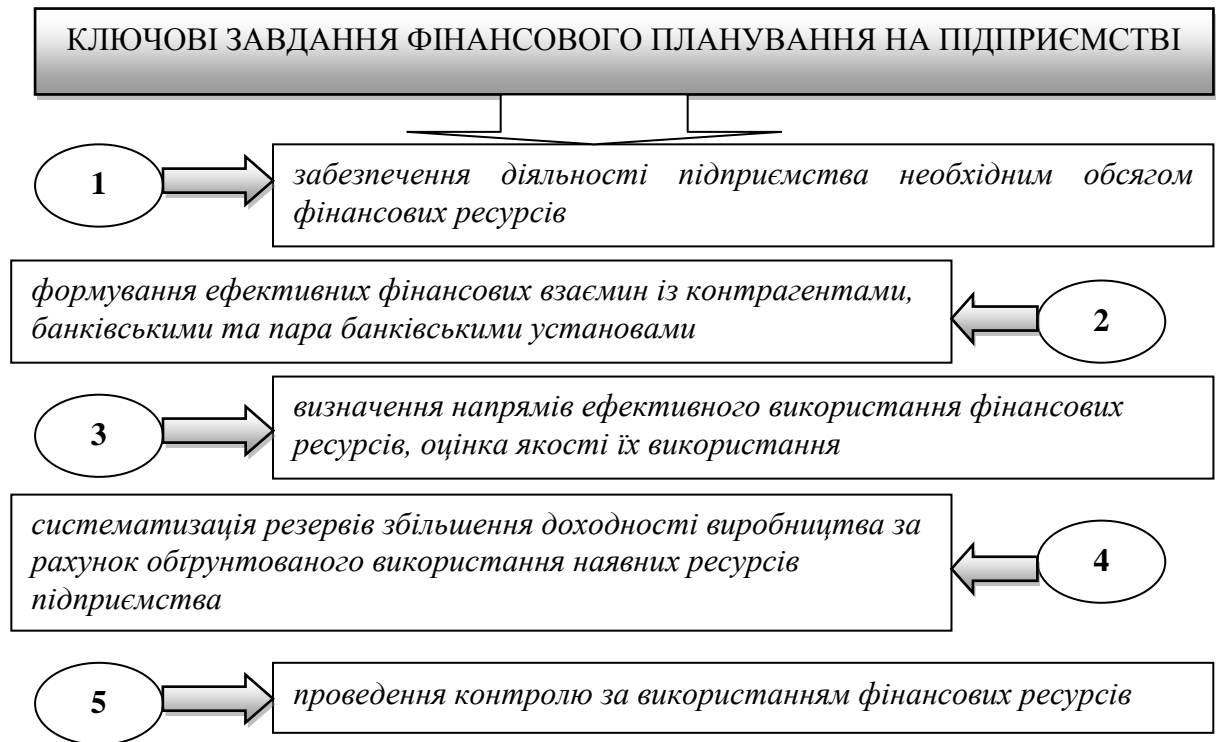 КЛЮЧОВІ ЗАВДАННЯ ФІНАНСОВОГО ПЛАНУВАННЯ НА ПІДПРИЄМСТВІ
1
забезпечення діяльності підприємства необхідним обсягом
фінансових ресурсів
формування ефективних фінансових взаємин із контрагентами,
банківськими та пара банківськими установами
2
3
визначення напрямів ефективного використання фінансових
ресурсів, оцінка якості їх використання
систематизація резервів збільшення доходності виробництва за
рахунок обґрунтованого використання наявних ресурсів
підприємства
4
5
проведення контролю за використанням фінансових ресурсів